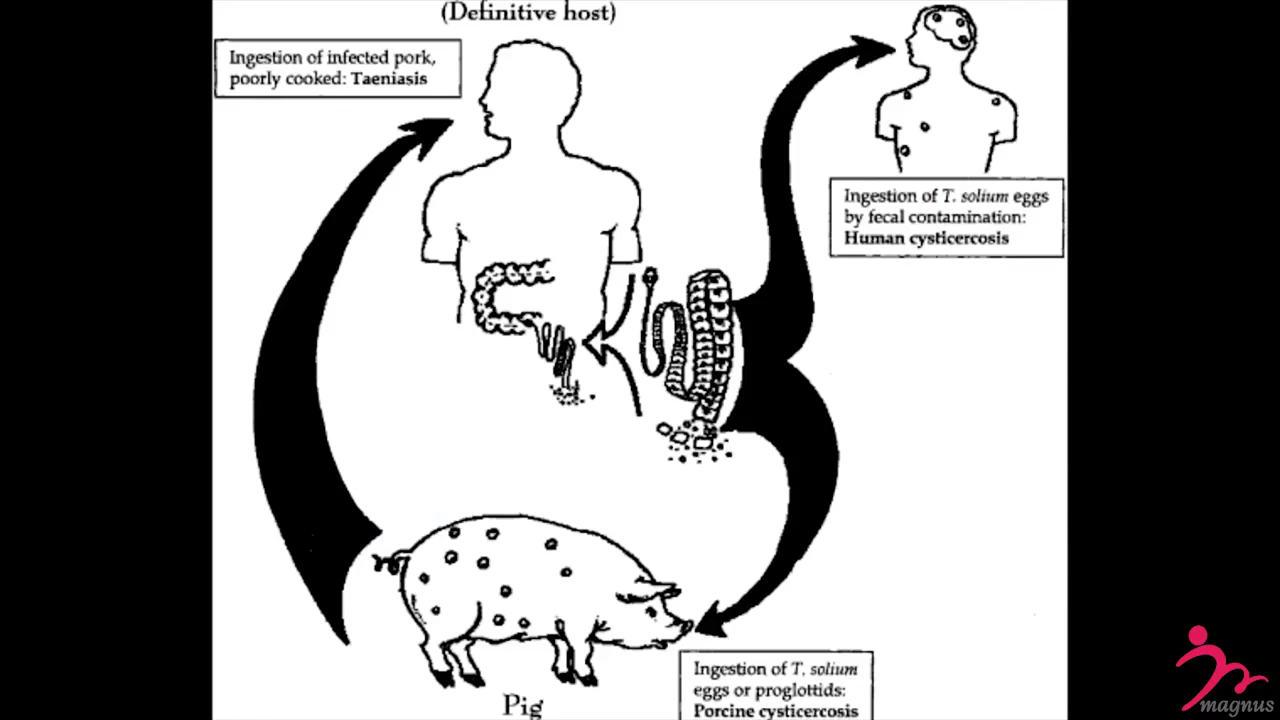 (Definitive host)
Ingestion of infected pork,
poorly cooked: Taeniasis
Ingestion of T. solium eggs
by fecal contamination:
Human cysticercosis
Pig
Ingestion of T. solium
eggs or proglottids:
Porcine cysticercosis
magnus